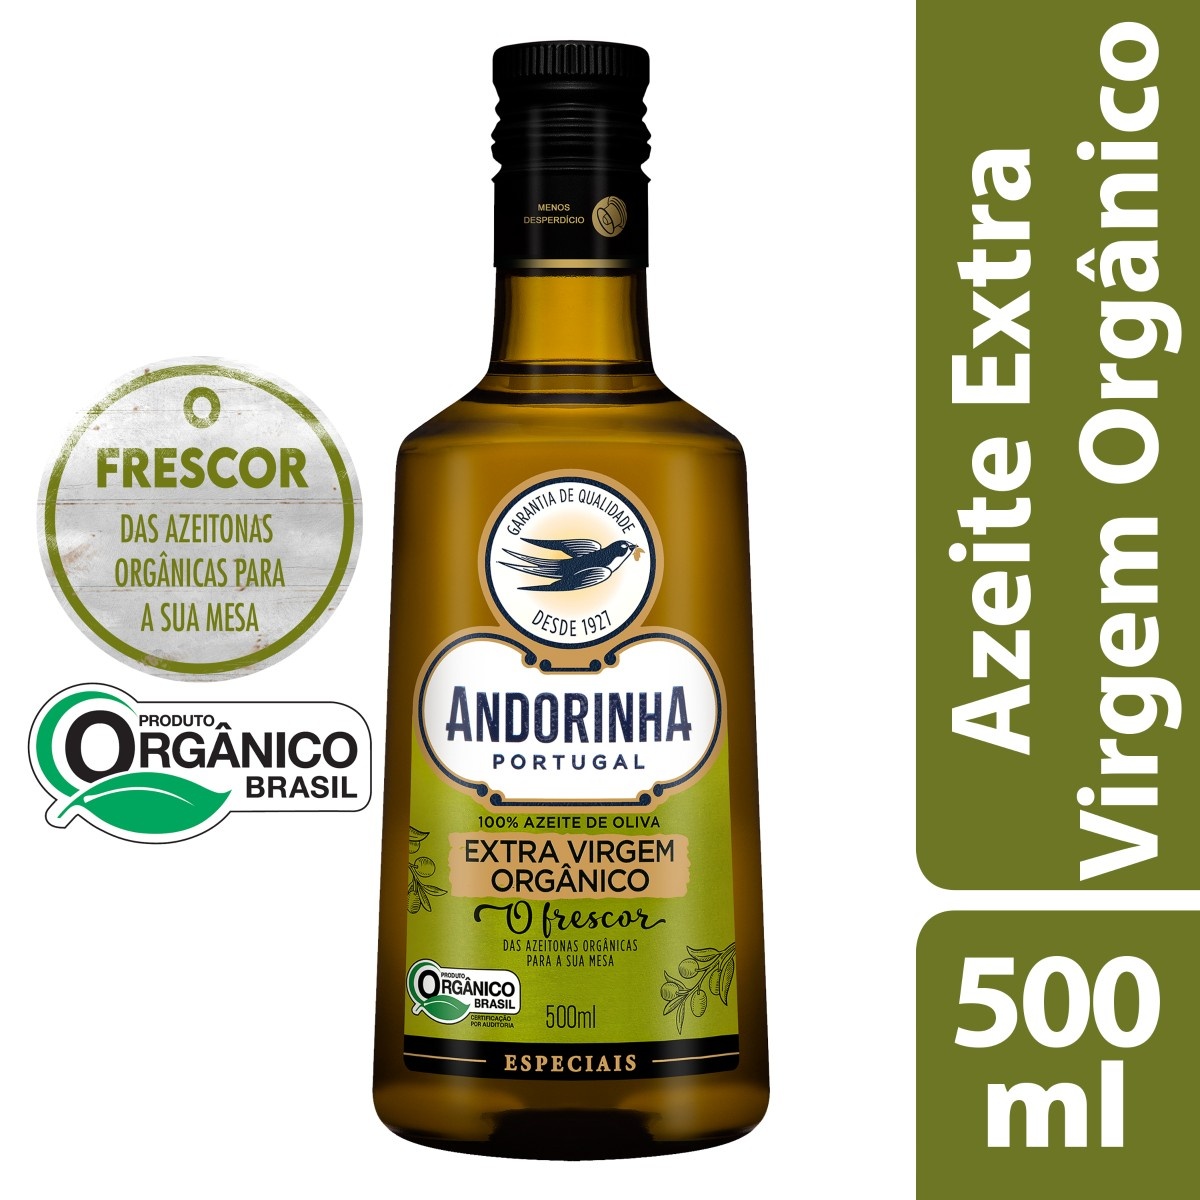 O
FRESCOR
DAS AZEITONAS
ORGÂNICAS PARA
A SUA MESA
PRODUTO
ORGÂNICO
BRASIL
MENOS
DESPERDÍCIO
GARANTIA DE QUALIDADE
DESDE 1927
ANDORINHA
PORTUGAL
100% AZEITE DE OLIVA
EXTRA VIRGEM
ORGÂNICO
O frescor
DAS AZEITONAS ORGÂNICAS
PARA A SUA MESA
PRODUTO
ORGÂNICO
BRASIL
CERTIFICAÇÃO
POR AUDITORIA
500ml
ESPECIAIS
Azeite Extra
Virgem Orgânico
500
ml